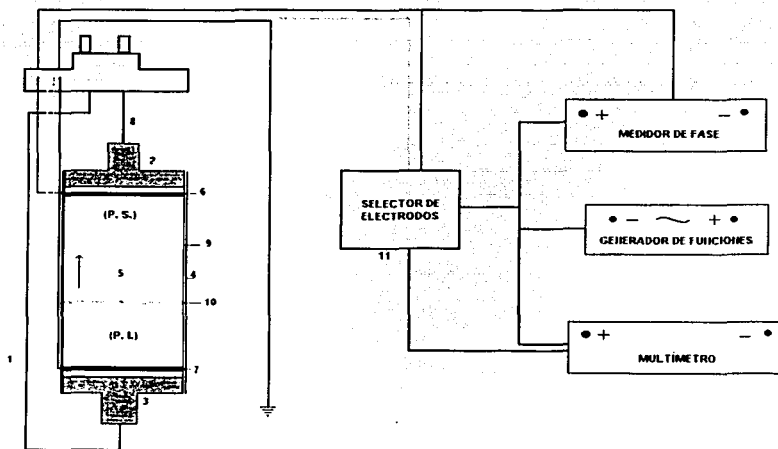 8
2
6
(P. S.)
9
5
4
10
(P. I.)
1
7
3
SELECTOR DE
ELECTRODOS
11
+ −
MEDIDOR DE FASE
− ~ +
GENERADOR DE FUNCIONES
+ −
MULTÍMETRO